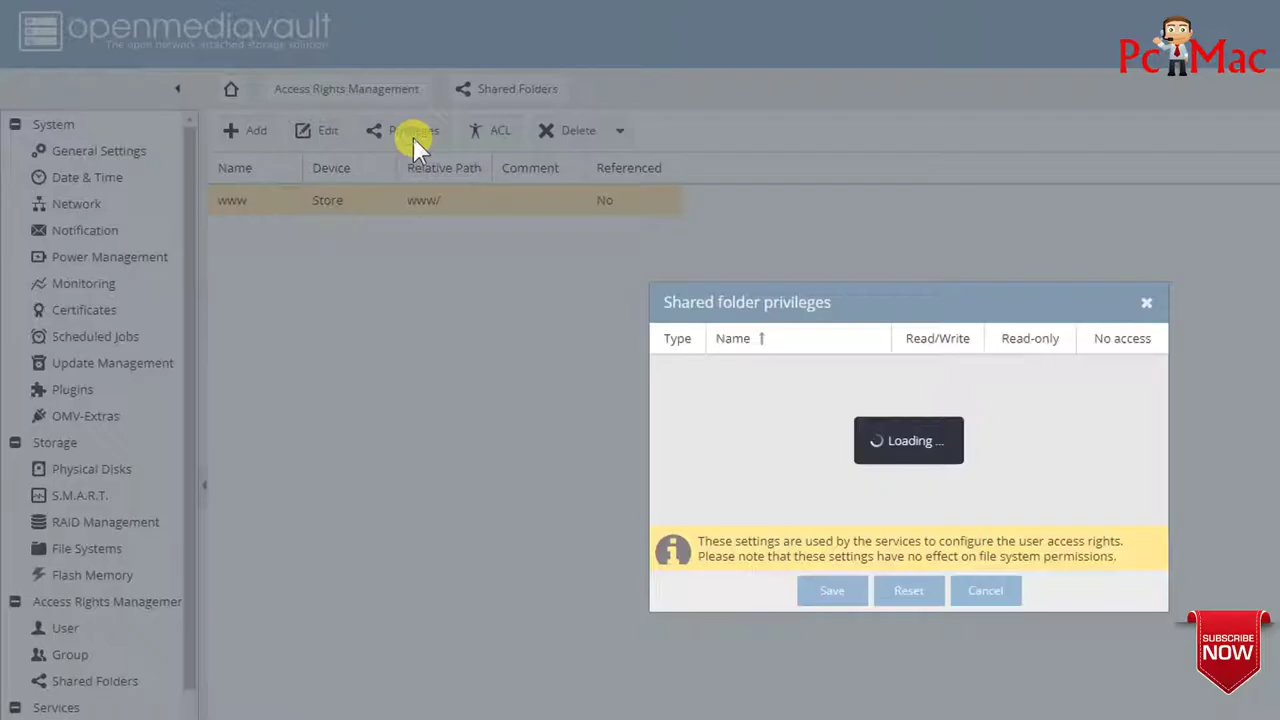 openmediavault
The open network attached storage solution
Pc Mac
Access Rights Management
Shared Folders
Add
Edit
Privileges
ACL
Delete
Name
Device
Relative Path
Comment
Referenced
www
Store
www/
No
System
General Settings
Date & Time
Network
Notification
Power Management
Monitoring
Certificates
Scheduled Jobs
Update Management
Plugins
OMV-Extras
Storage
Physical Disks
S.M.A.R.T.
RAID Management
File Systems
Flash Memory
Access Rights Managemer
User
Group
Shared Folders
Services
Shared folder privileges
Type
Name
Read/Write
Read-only
No access
Loading ...
These settings are used by the services to configure the user access rights.
Please note that these settings have no effect on file system permissions.
Save
Reset
Cancel
SUBSCRIBE
NOW